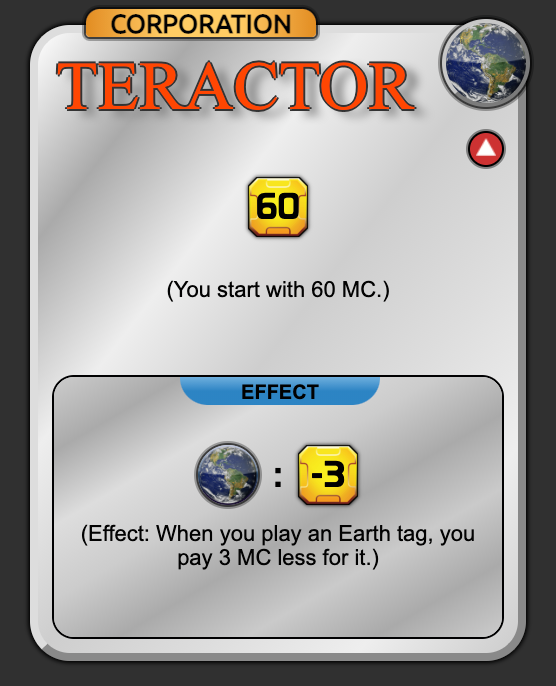 CORPORATION
TERACTOR
60
(You start with 60 MC.)
EFFECT
: -3
(Effect: When you play an Earth tag, you
pay 3 MC less for it.)